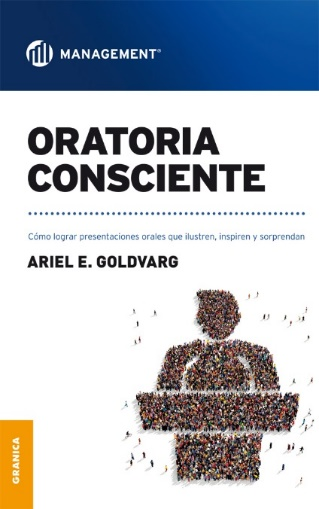 MANAGEMENT®
ORATORIA
CONSCIENTE
Cómo lograr presentaciones orales que ilustren, inspiren y sorprendan
ARIEL E. GOLDVARG
GRANICA